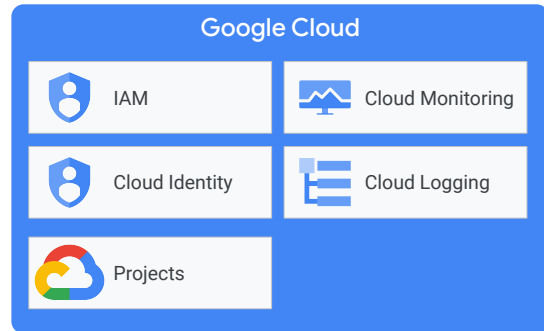 Google Cloud
IAM
Cloud Monitoring
Cloud Identity
Cloud Logging
Projects